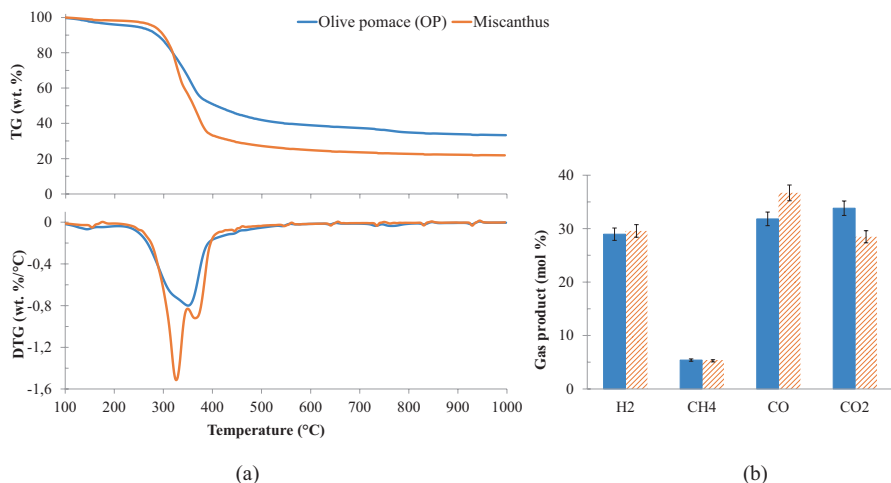 Olive pomace (OP) Miscanthus
TG (wt. %)
100
80
60
40
20
0
DTG (wt. %/°C)
0
-0,4
-0,8
-1,2
-1,6
100 200 300 400 500 600 700 800 900 1000
Temperature (°C)
(a)
Gas product (mol %)
40
30
20
10
0
H2 CH4 CO CO2
(b)